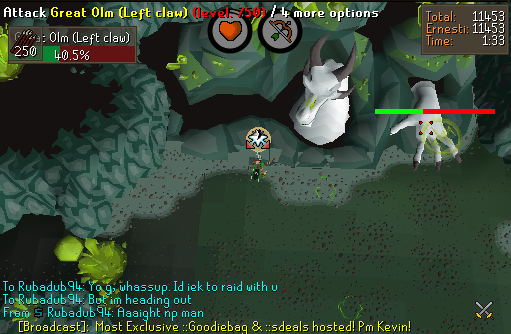 Attack Great Olm (Left claw) (level, 750) / 4 more options
Great Olm (Left claw)
250
40.5%
Total: 11453
Ernesti: 11453
Time: 1:33
To Rubadub94: Yo g, whassup. Id iek to raid with u
To Rubadub94: But im heading out
From S Rubadub94: Aaaight np man
[Broadcast]: Most Exclusive ::Goodiebag & ::sdeals hosted! Pm Kevin!